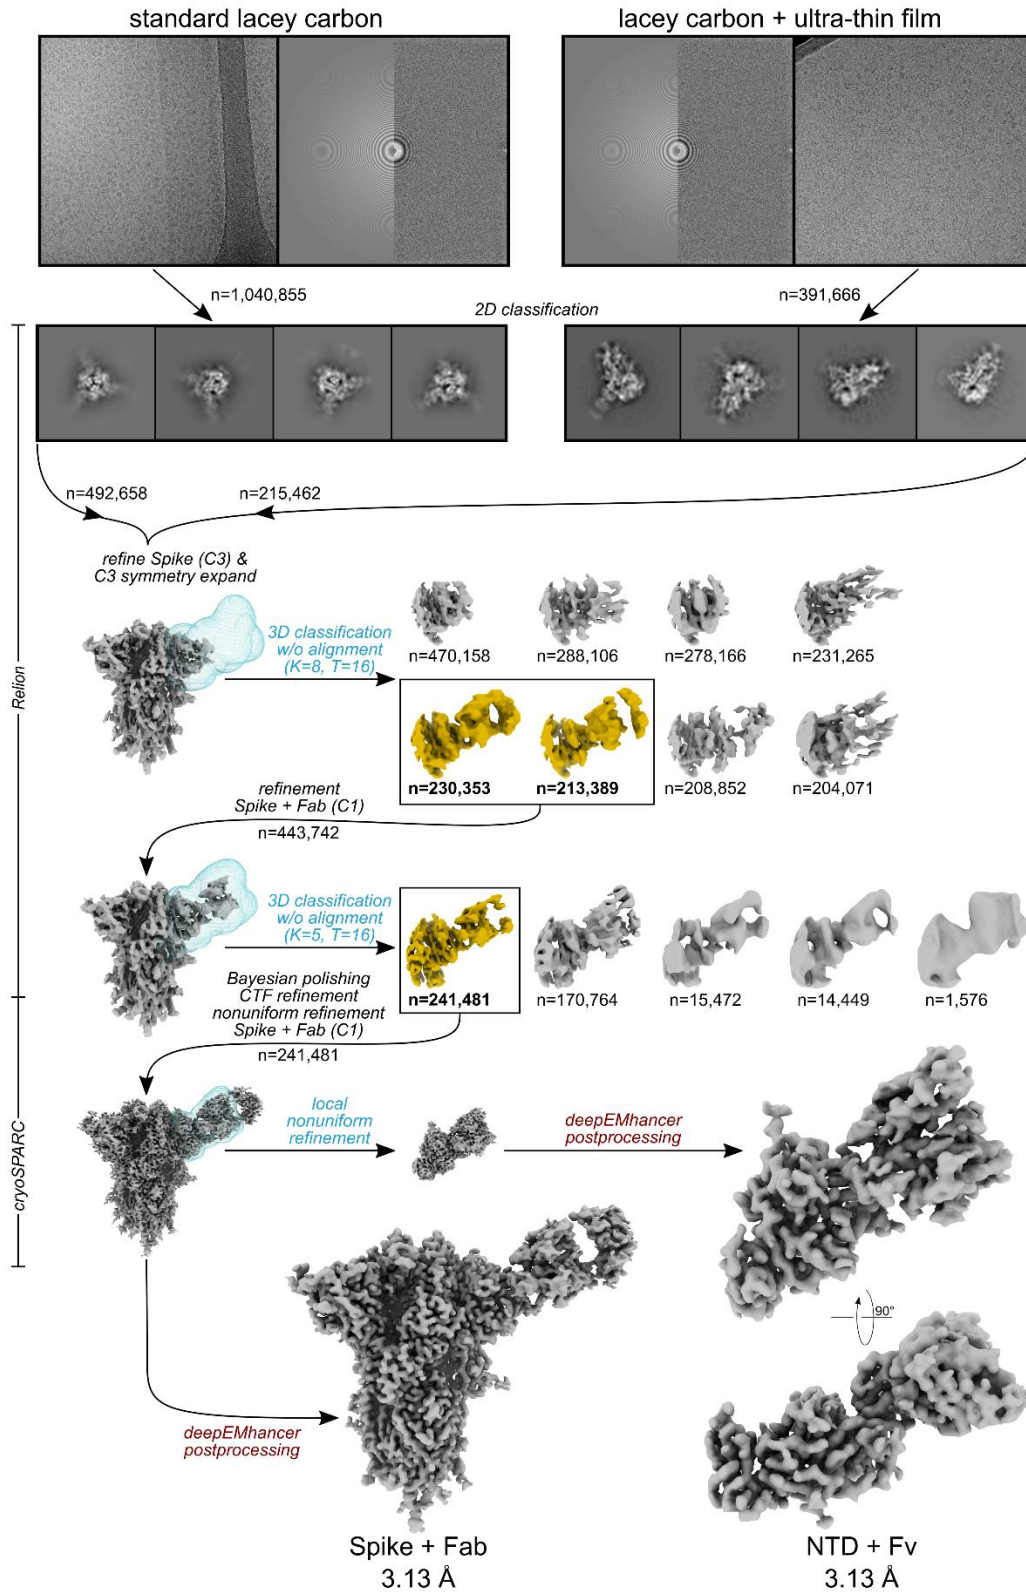 standard lacey carbon
lacey carbon + ultra-thin film
n=1,040,855
n=391,666
2D classification
n=492,658
n=215,462
refine Spike (C3) &
C3 symmetry expand
3D classification
w/o alignment
(K=8, T=16)
n=470,158
n=288,106
n=278,166
n=231,265
n=230,353
n=213,389
n=208,852
n=204,071
Relion
refinement
Spike + Fab (C1)
n=443,742
3D classification
w/o alignment
(K=5, T=16)
n=241,481
n=170,764
n=15,472
n=14,449
n=1,576
Bayesian polishing
CTF refinement
nonuniform refinement
Spike + Fab (C1)
n=241,481
cryoSPARC
local
nonuniform
refinement
deepEMhancer
postprocessing
90°
deepEMhancer
postprocessing
Spike + Fab
3.13 Å
NTD + Fv
3.13 Å